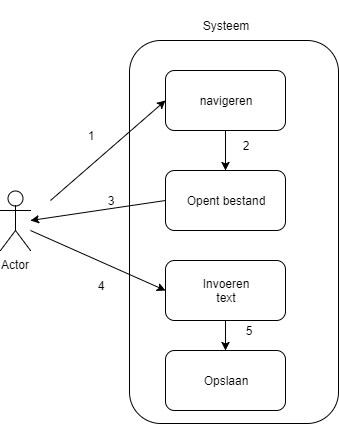 Systeem
navigeren
1
2
Opent bestand
3
Actor
4
Invoeren
text
5
Opslaan